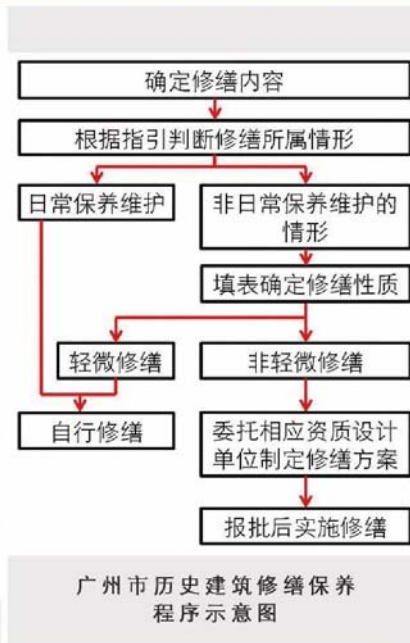 确定修缮内容
根据指引判断修缮所属情形
日常保养维护
非日常保养维护的
情形
填表确定修缮性质
轻微修缮
非轻微修缮
自行修缮
委托相应资质设计
单位制定修缮方案
报批后实施修缮
广州市历史建筑修缮保养
程序示意图